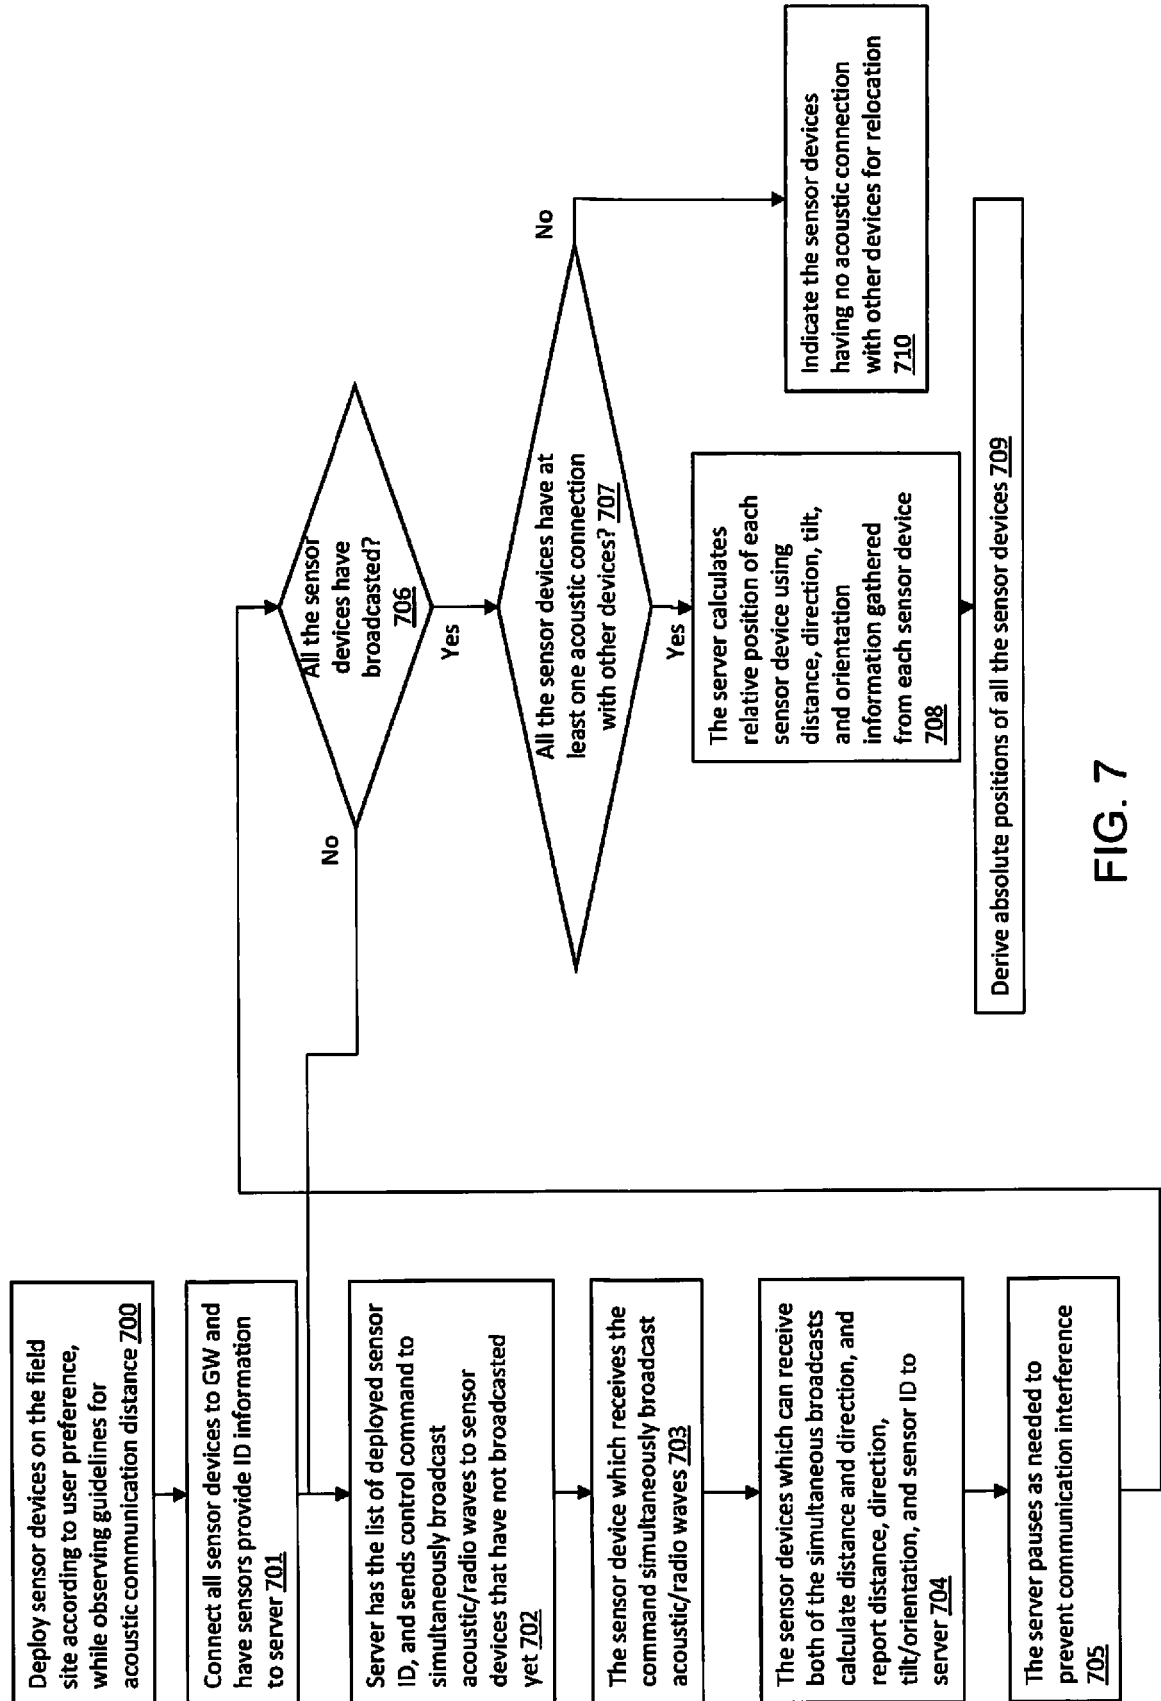 Deploy sensor devices on the field
site according to user preference,
while observing guidelines for
acoustic communication distance 700
Connect all sensor devices to GW and
have sensors provide ID information
to server 701
Server has the list of deployed sensor
ID, and sends control command to
simultaneously broadcast
acoustic/radio waves to sensor
devices that have not broadcasted
yet 702
The sensor device which receives the
command simultaneously broadcast
acoustic/radio waves 703
The sensor devices which can receive
both of the simultaneous broadcasts
calculate distance and direction, and
report distance, direction,
tilt/orientation, and sensor ID to
server 704
The server pauses as needed to
prevent communication interference
705
All the sensor
devices have
broadcasted?
706
No
Yes
All the sensor devices have at
least one acoustic connection
with other devices? 707
No
Yes
The server calculates
relative position of each
sensor device using
distance, direction, tilt,
and orientation
information gathered
from each sensor device
708
Indicate the sensor devices
having no acoustic connection
with other devices for relocation
710
Derive absolute positions of all the sensor devices 709
FIG. 7